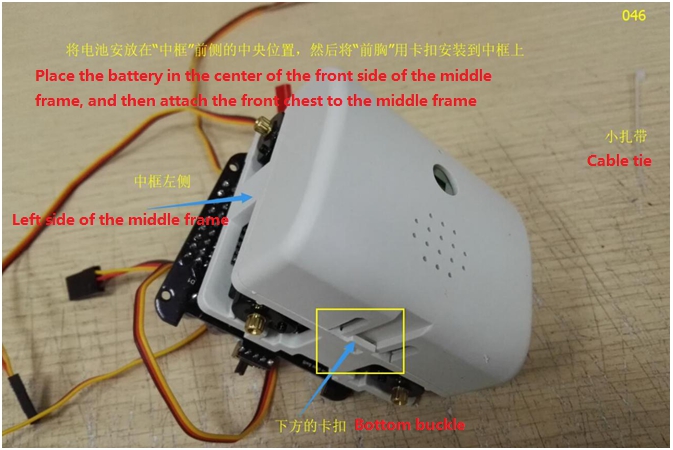 046
将电池安放在“中框”前侧的中央位置，然后将“前胸”用卡扣安装到中框上
Place the battery in the center of the front side of the middle
frame, and then attach the front chest to the middle frame
小扎带
Cable tie
中框左侧
Left side of the middle frame
下方的卡扣 Bottom buckle